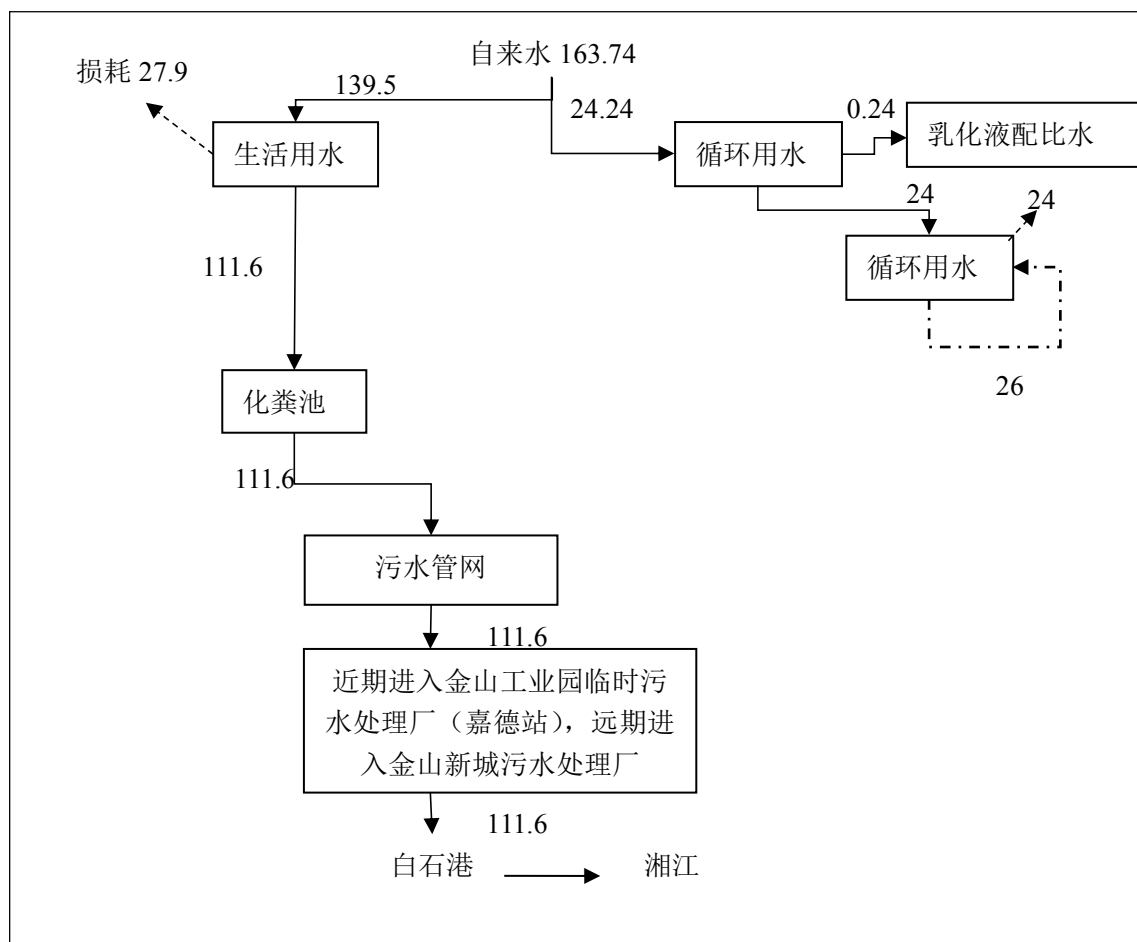 自来水 163.74
损耗 27.9
139.5
24.24
0.24
生活用水
循环用水
乳化液配比水
24
24
循环用水
111.6
26
化粪池
111.6
污水管网
111.6
近期进入金山工业园临时污
水处理厂（嘉德站），远期进
入金山新城污水处理厂
111.6
白石港
湘江